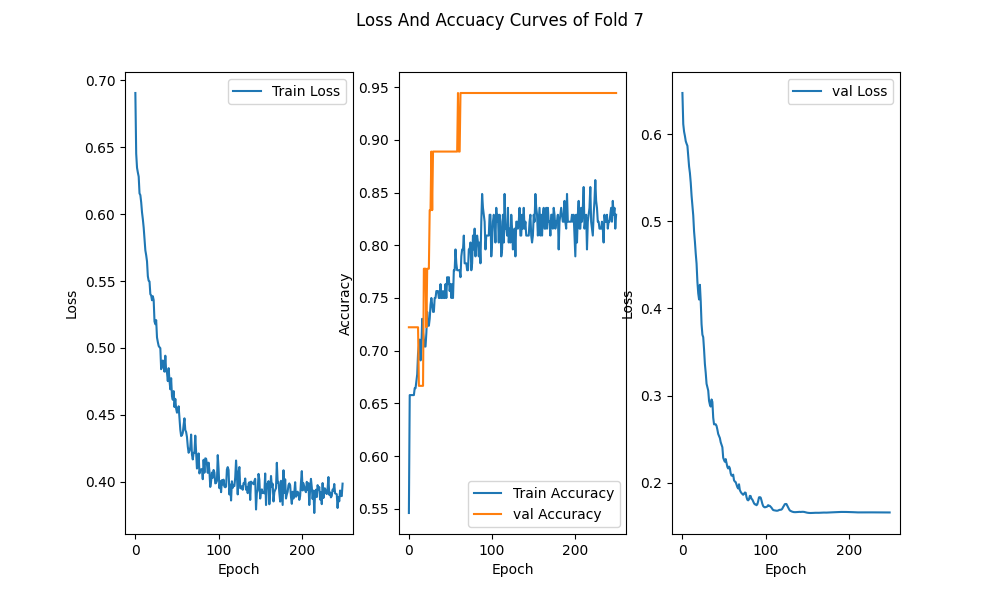 Loss And Accuacy Curves of Fold 7
Train Loss
0.70
0.65
0.60
0.55
0.50
0.45
0.40
Loss
0
100
200
Epoch
0.95
0.90
0.85
0.80
0.75
0.70
0.65
0.60
0.55
Accuracy
Train Accuracy
val Accuracy
0
100
200
Epoch
val Loss
0.6
0.5
0.4
0.3
0.2
Loss
0
100
200
Epoch